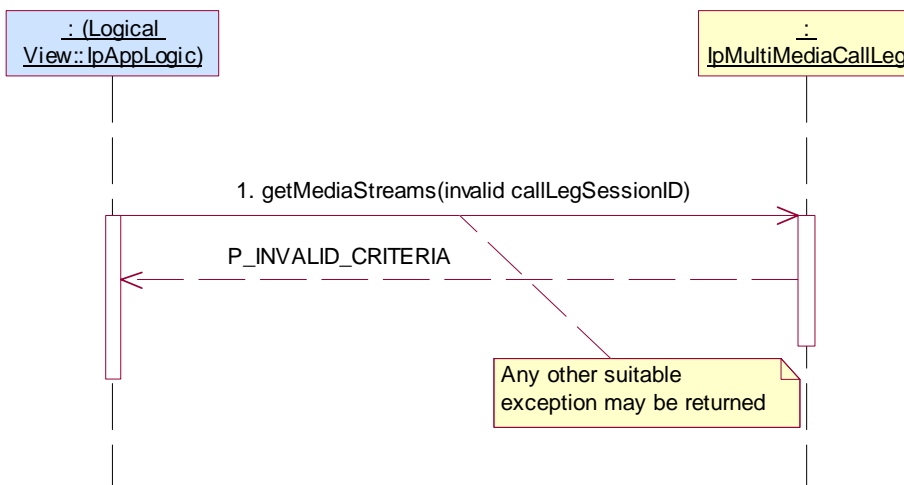 : (Logical
View::IpAppLogic)
:
IpMultiMediaCallLeg
1. getMediaStreams(invalid callLegSessionID)
P_INVALID_CRITERIA
Any other suitable
exception may be returned